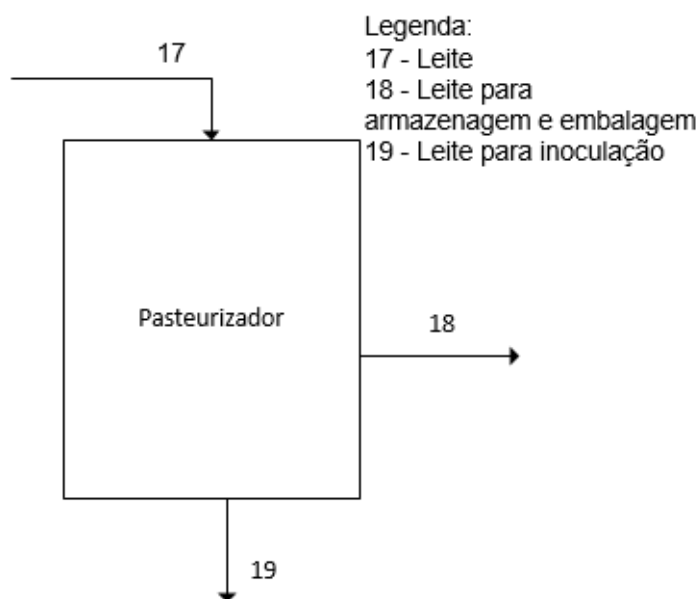 17
Legenda:
17 - Leite
18 - Leite para
armazenagem e embalagem
19 - Leite para inoculação
Pasteurizador
18
19